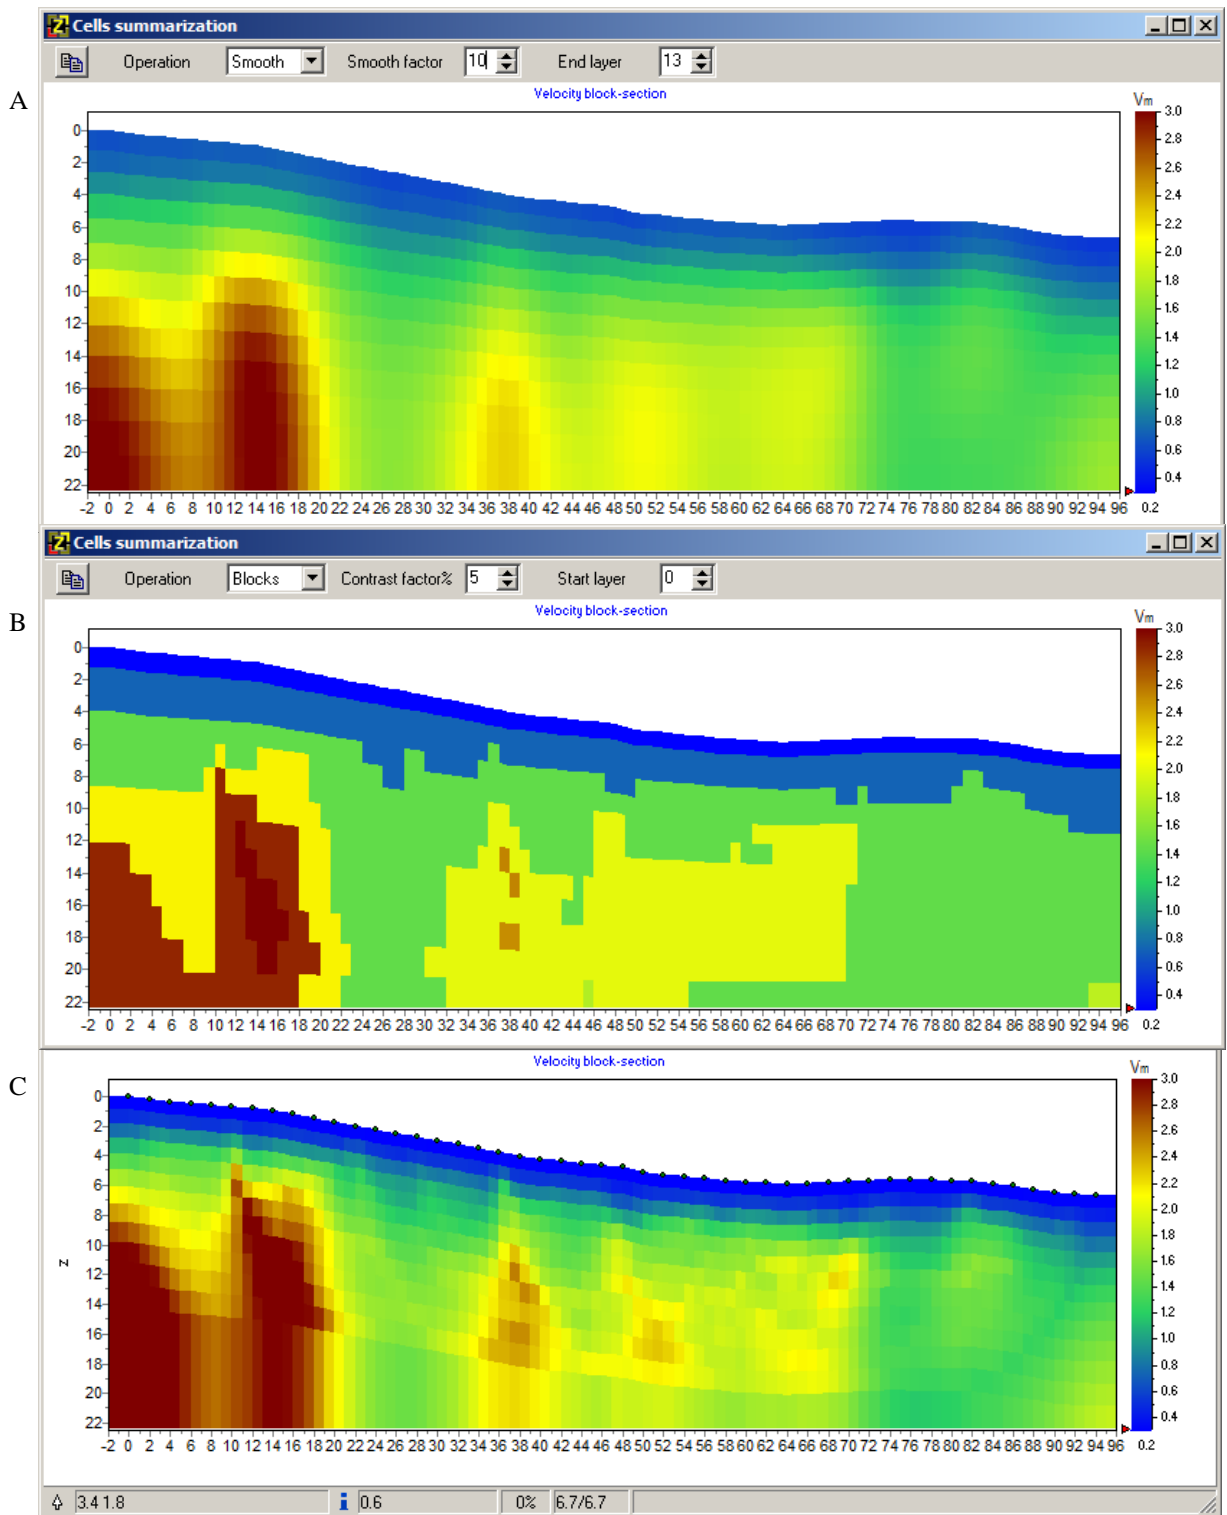 Cells summarization
Operation Smooth Smooth factor 10 End layer 13
A
Velocity block-section
Vm
0 2 4 6 8 10 12 14 16 18 20 22
3.0 2.8 2.6 2.4 2.2 2.0 1.8 1.6 1.4 1.2 1.0 0.8 0.6 0.4
-2 0 2 4 6 8 10 12 14 16 18 20 22 24 26 28 30 32 34 36 38 40 42 44 46 48 50 52 54 56 58 60 62 64 66 68 70 72 74 76 78 80 82 84 86 88 90 92 94 96 0.2
Cells summarization
Operation Blocks Contrast factor% 5 Start layer 0
B
Velocity block-section
Vm
0 2 4 6 8 10 12 14 16 18 20 22
3.0 2.8 2.6 2.4 2.2 2.0 1.8 1.6 1.4 1.2 1.0 0.8 0.6 0.4
-2 0 2 4 6 8 10 12 14 16 18 20 22 24 26 28 30 32 34 36 38 40 42 44 46 48 50 52 54 56 58 60 62 64 66 68 70 72 74 76 78 80 82 84 86 88 90 92 94 96 0.2
C
Velocity block-section
Vm
0 2 4 6 8 10 12 14 16 18 20 22
z
3.0 2.8 2.6 2.4 2.2 2.0 1.8 1.6 1.4 1.2 1.0 0.8 0.6 0.4
-2 0 2 4 6 8 10 12 14 16 18 20 22 24 26 28 30 32 34 36 38 40 42 44 46 48 50 52 54 56 58 60 62 64 66 68 70 72 74 76 78 80 82 84 86 88 90 92 94 96 0.2
3.4 1.8 0.6 0% 6.7/6.7